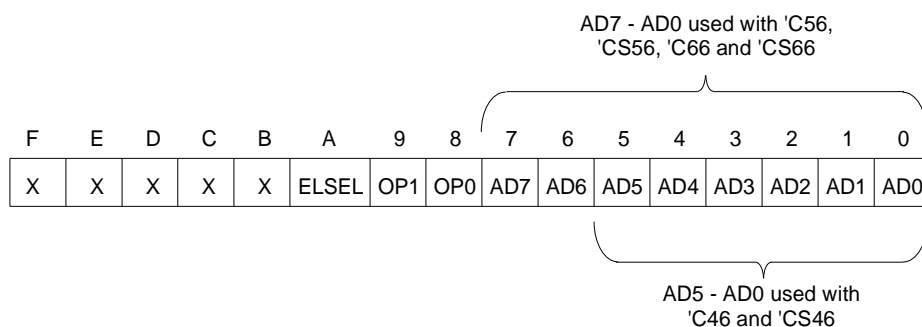 AD7 - AD0 used with 'C56,
'CS56, 'C66 and 'CS66
F E D C B A 9 8 7 6 5 4 3 2 1 0
X X X X X ELSEL OP1 OP0 AD7 AD6 AD5 AD4 AD3 AD2 AD1 AD0
AD5 - AD0 used with
'C46 and 'CS46